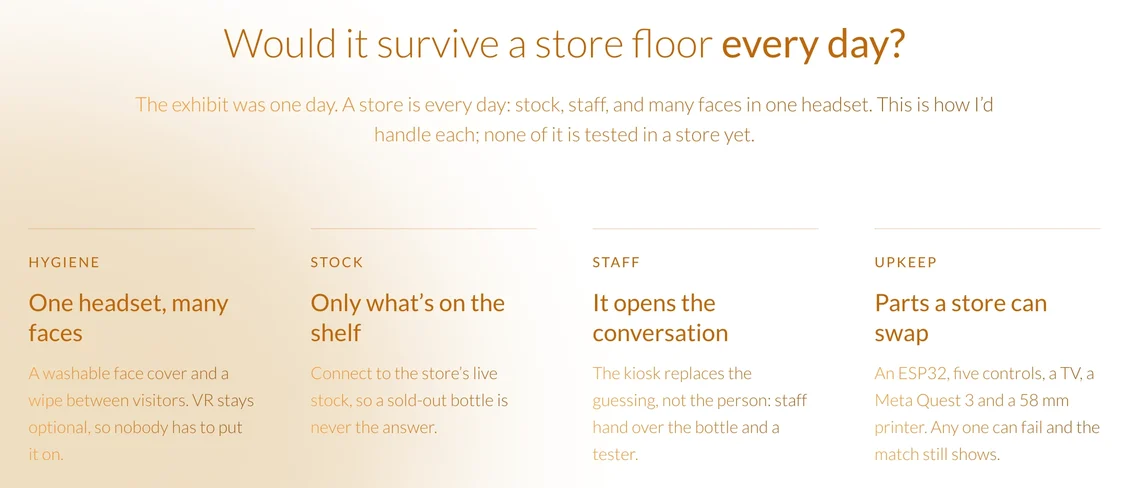 Would it survive a store floor every day?
The exhibit was one day. A store is every day: stock, staff, and many faces in one headset. This is how I’d
handle each; none of it is tested in a store yet.
HYGIENE
One headset, many
faces
A washable face cover and a
wipe between visitors. VR stays
optional, so nobody has to put
it on.
STOCK
Only what’s on the
shelf
Connect to the store’s live
stock, so a sold-out bottle is
never the answer.
STAFF
It opens the
conversation
The kiosk replaces the
guessing, not the person: staff
hand over the bottle and a
tester.
UPKEEP
Parts a store can
swap
An ESP32, five controls, a TV, a
Meta Quest 3 and a 58 mm
printer. Any one can fail and the
match still shows.